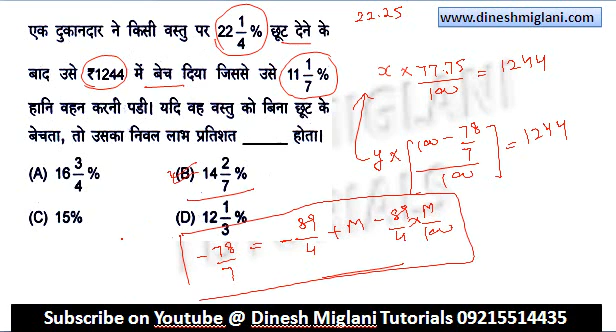 www.dineshmiglani.com
एक दुकानदार ने किसी वस्तु पर 22 1/4 % छूट देने के
बाद उसे ₹1244 में बेच दिया जिससे उसे 11 1/7 %
हानि वहन करनी पडी। यदि वह वस्तु को बिना छूट के
बेचता, तो उसका निवल लाभ प्रतिशत _____ होता।
(A) 16 3/4 %
(B) 14 2/7 %
(C) 15%
(D) 12 1/3 %
22.25
x × 77.75/100 = 1244
y × [(100 - 78/7)/100] = 1244
- 78/7 = - 89/4 + M - 89/4 × M/100
Subscribe on Youtube @ Dinesh Miglani Tutorials 09215514435